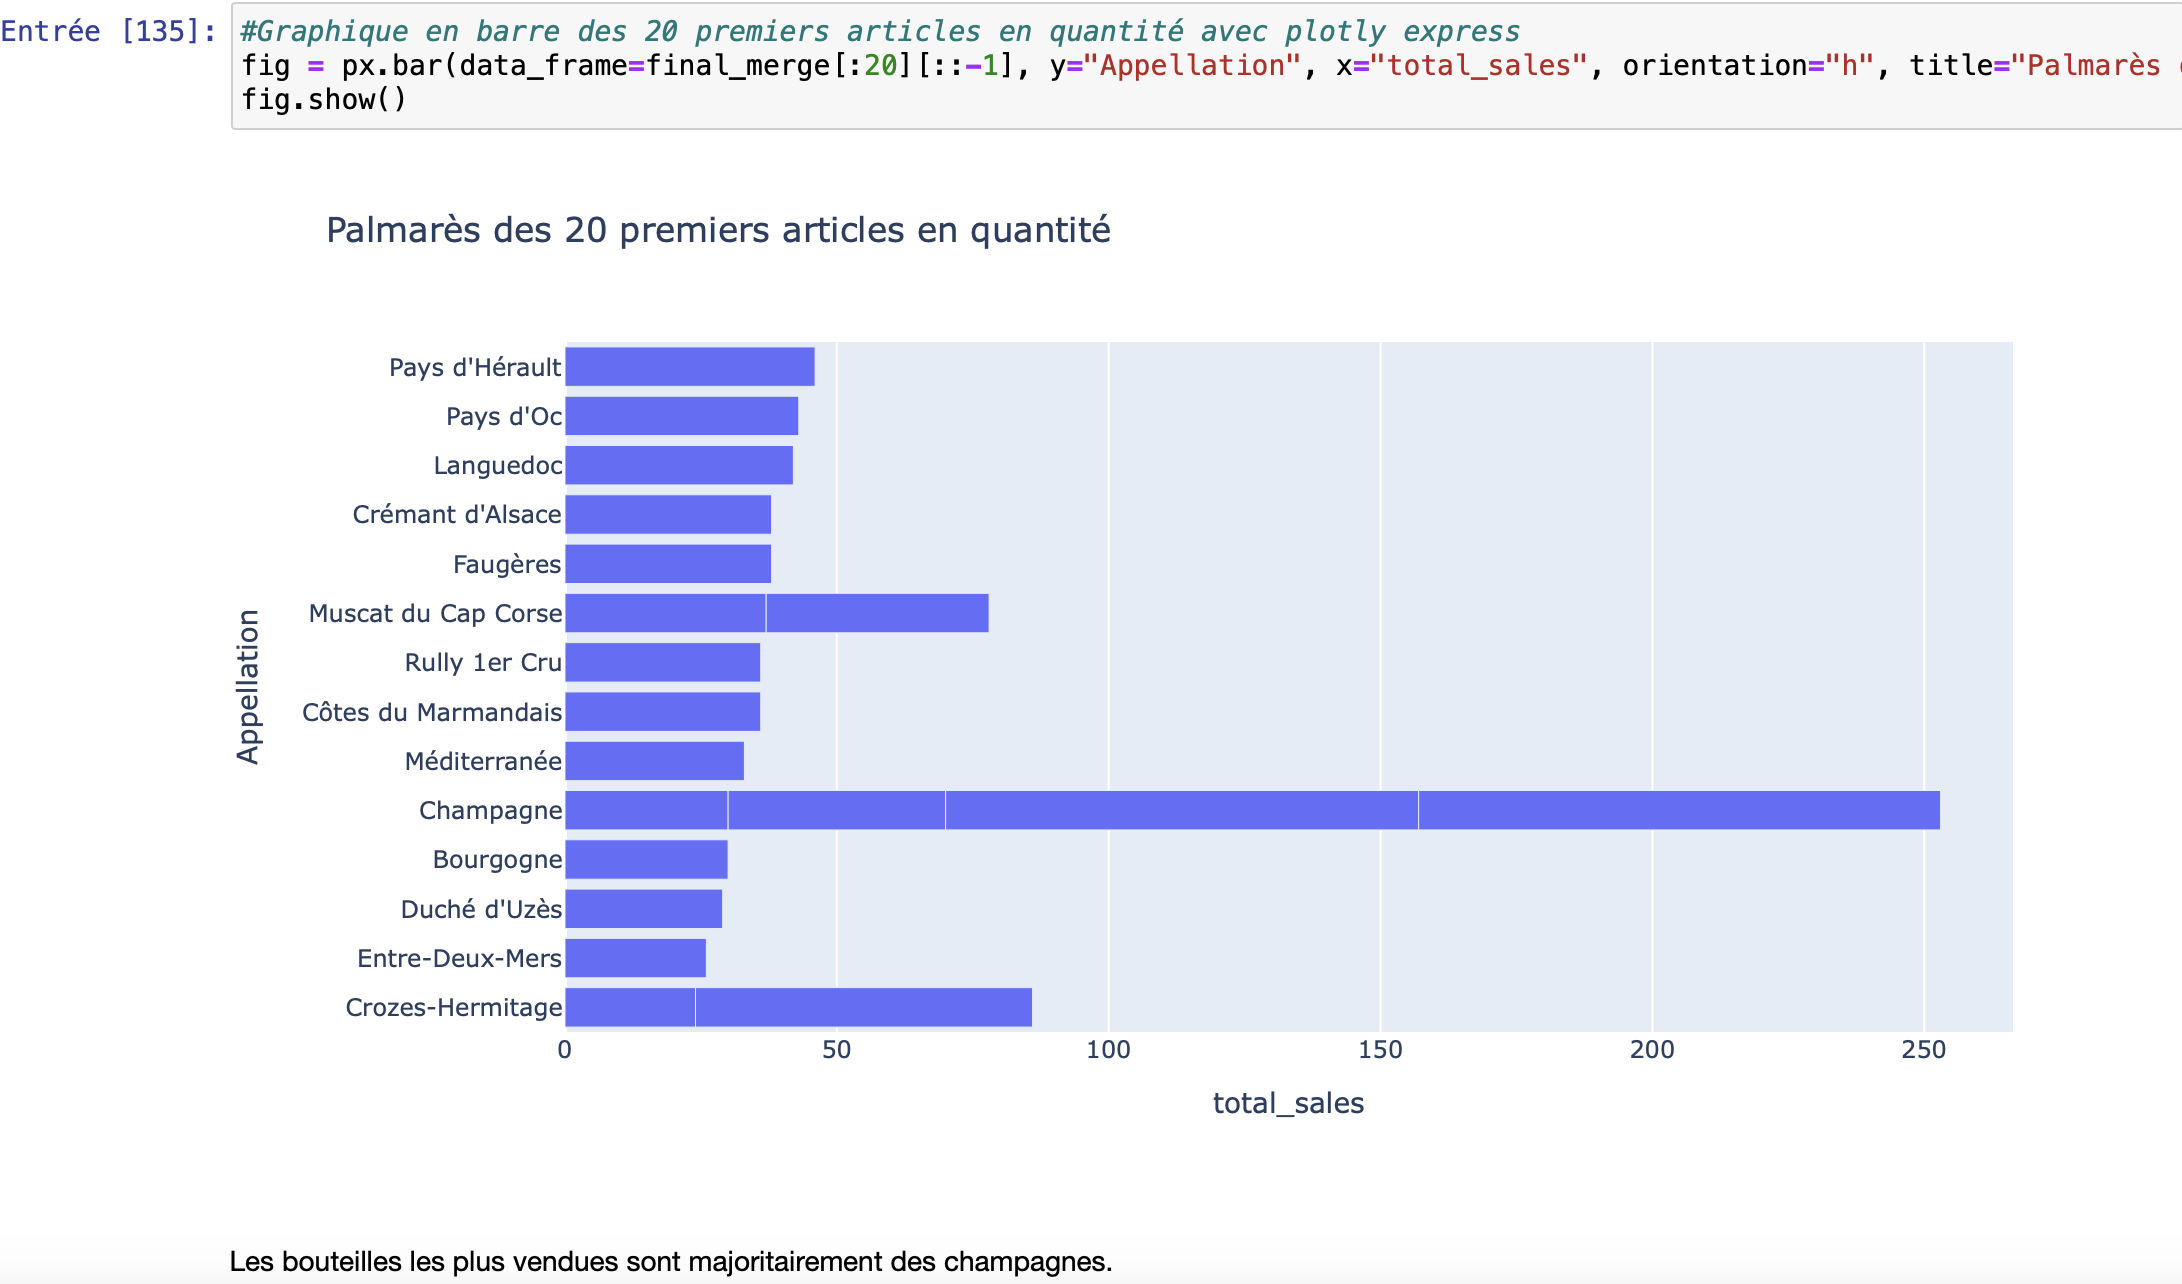 Entrée [135]: #Graphique en barre des 20 premiers articles en quantité avec plotly express
fig = px.bar(data_frame=final_merge[:20][::-1], y="Appellation", x="total_sales", orientation="h", title="Palmarès
fig.show()
Palmarès des 20 premiers articles en quantité
Pays d'Hérault
Pays d'Oc
Languedoc
Crémant d'Alsace
Faugères
Muscat du Cap Corse
Rully 1er Cru
Côtes du Marmandais
Méditerranée
Champagne
Bourgogne
Duché d'Uzès
Entre-Deux-Mers
Crozes-Hermitage
Appellation
0 50 100 150 200 250
total_sales
Les bouteilles les plus vendues sont majoritairement des champagnes.